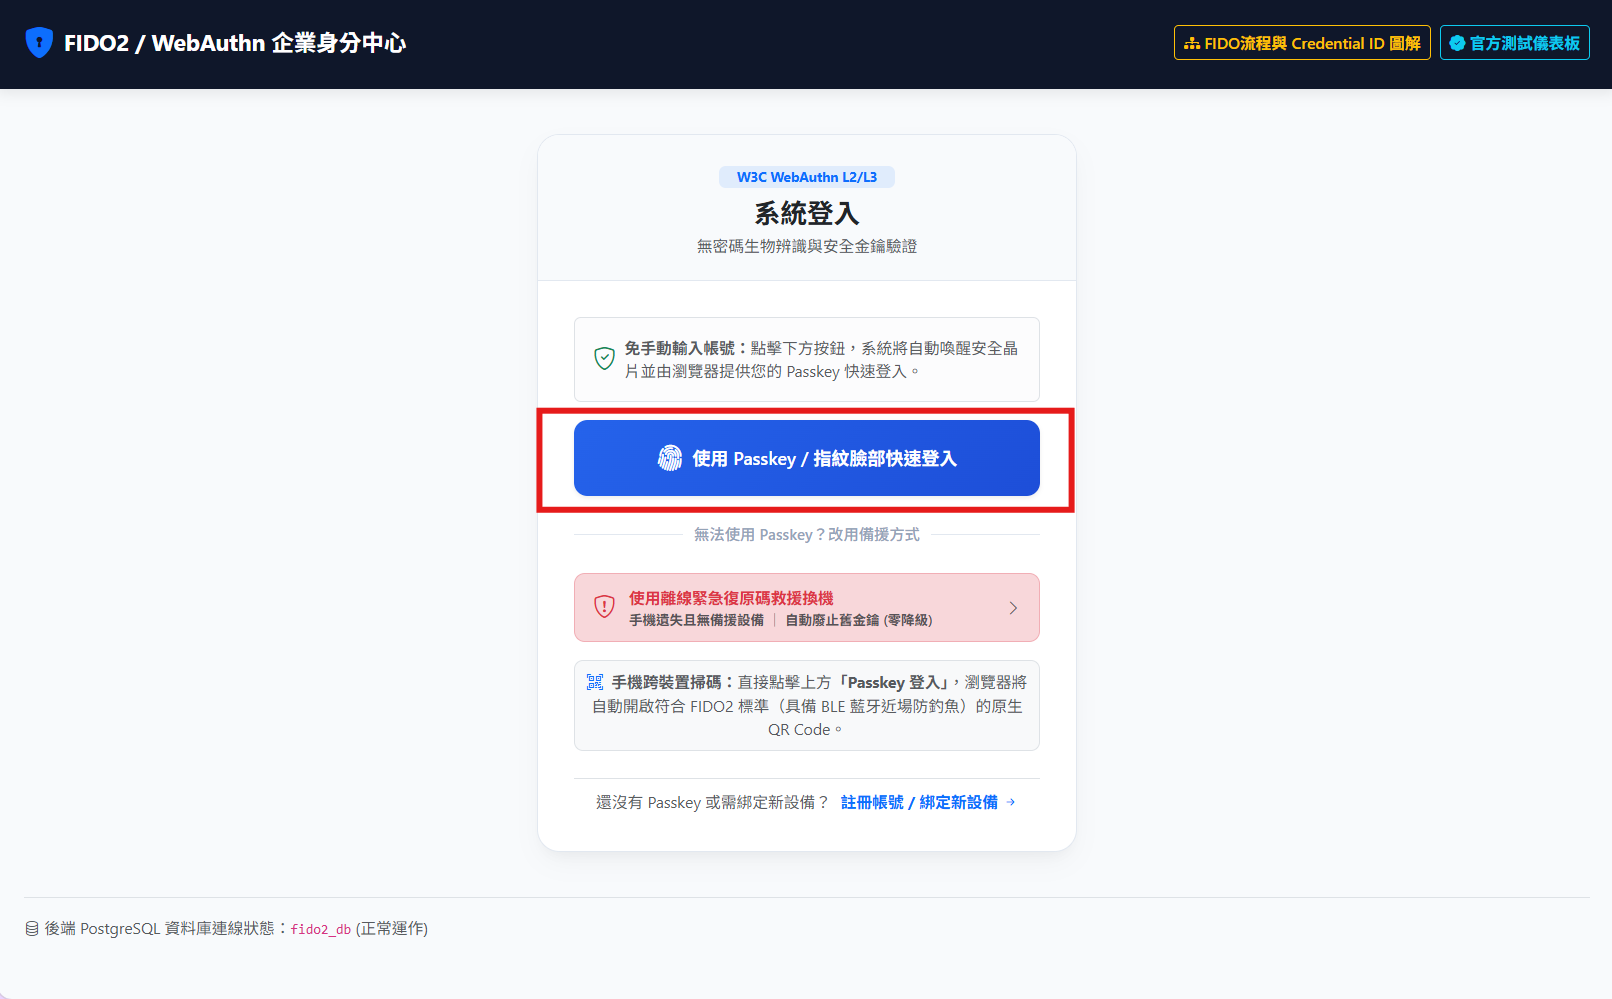 FIDO2 / WebAuthn 企業身分中心
FIDO流程與 Credential ID 圖解
官方測試儀表板
W3C WebAuthn L2/L3
系統登入
無密碼生物辨識與安全金鑰驗證
免手動輸入帳號：點擊下方按鈕，系統將自動喚醒安全晶
片並由瀏覽器提供您的 Passkey 快速登入。
使用 Passkey / 指紋臉部快速登入
無法使用 Passkey？改用備援方式
使用離線緊急復原碼救援換機
手機遺失且無備援設備｜自動廢止舊金鑰 (零降級)
手機跨裝置掃碼：直接點擊上方「Passkey 登入」，瀏覽器將
自動開啟符合 FIDO2 標準（具備 BLE 藍牙近場防釣魚）的原生
QR Code。
還沒有 Passkey 或需綁定新設備？ 註冊帳號 / 綁定新設備 →
後端 PostgreSQL 資料庫連線狀態：fido2_db (正常運作)